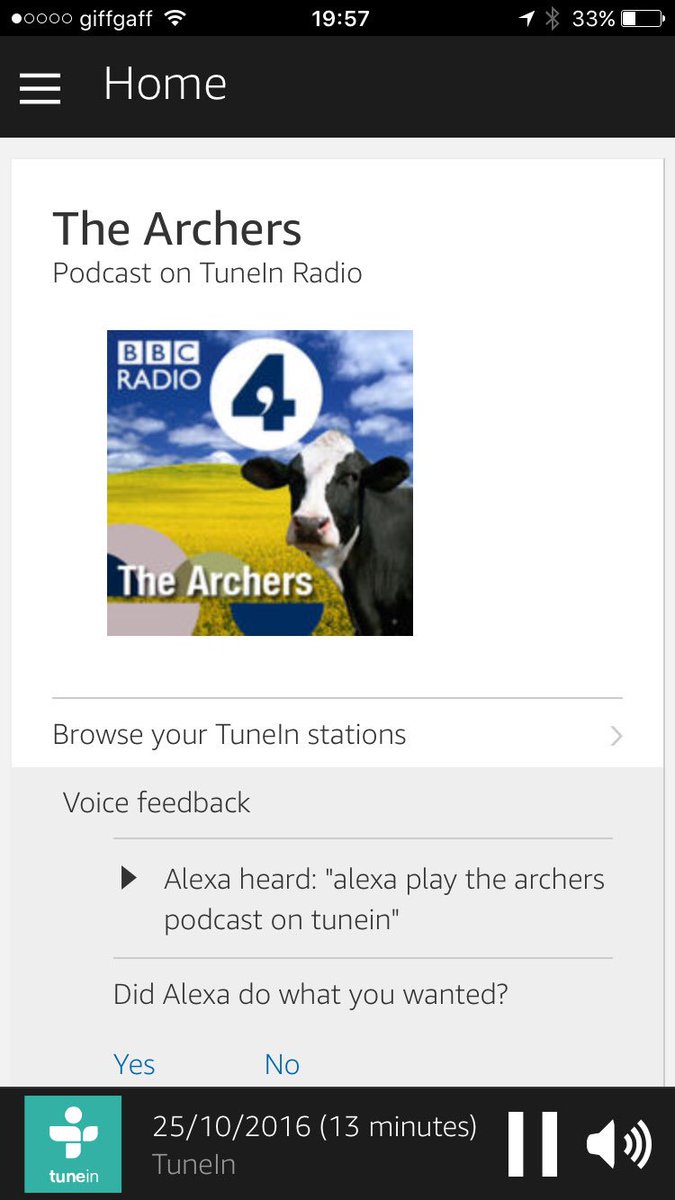 giffgaff 19:57 33%
Home
The Archers
Podcast on TuneIn Radio
BBC
RADIO 4
The Archers
Browse your TuneIn stations
Voice feedback
Alexa heard: "alexa play the archers
podcast on tunein"
Did Alexa do what you wanted?
Yes No
25/10/2016 (13 minutes)
TuneIn
tunein